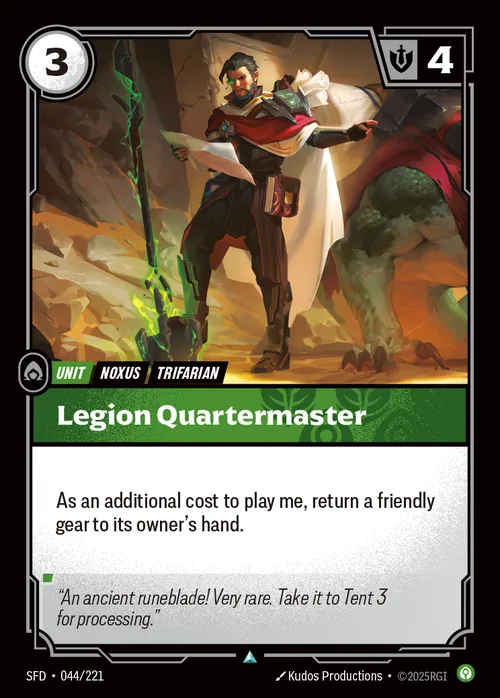 3
4
UNIT NOXUS TRIFARIAN
Legion Quartermaster
As an additional cost to play me, return a friendly
gear to its owner’s hand.
“An ancient runeblade! Very rare. Take it to Tent 3
for processing.”
SFD • 044/221 Kudos Productions • ©2025RGI